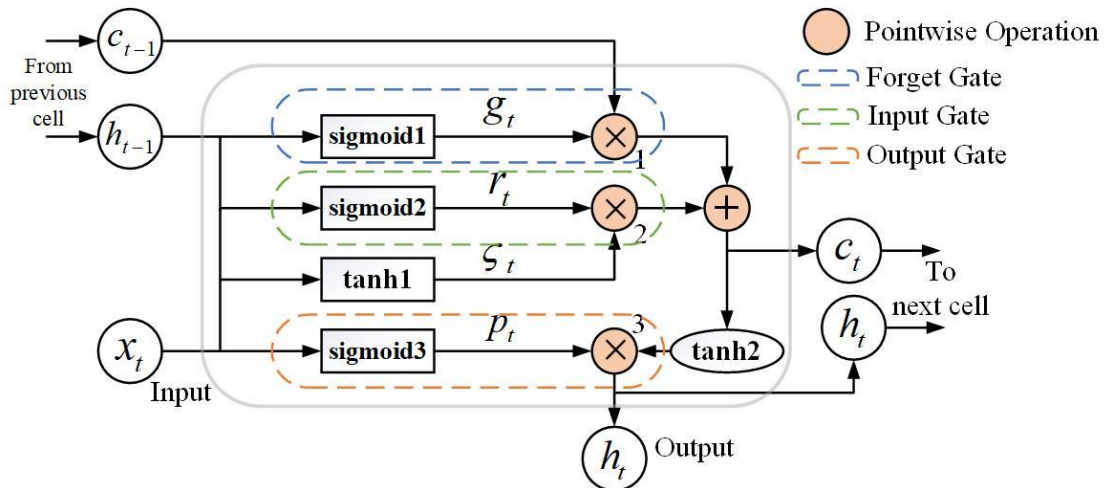 c_{t-1}
Pointwise Operation
From
previous
cell
Forget Gate
Input Gate
Output Gate
h_{t-1}
sigmoid1
g_t
×
1
sigmoid2
r_t
×
2
+
tanh1
ς_t
c_t
To
next cell
h_t
x_t
Input
sigmoid3
p_t
×
3
tanh2
h_t
Output